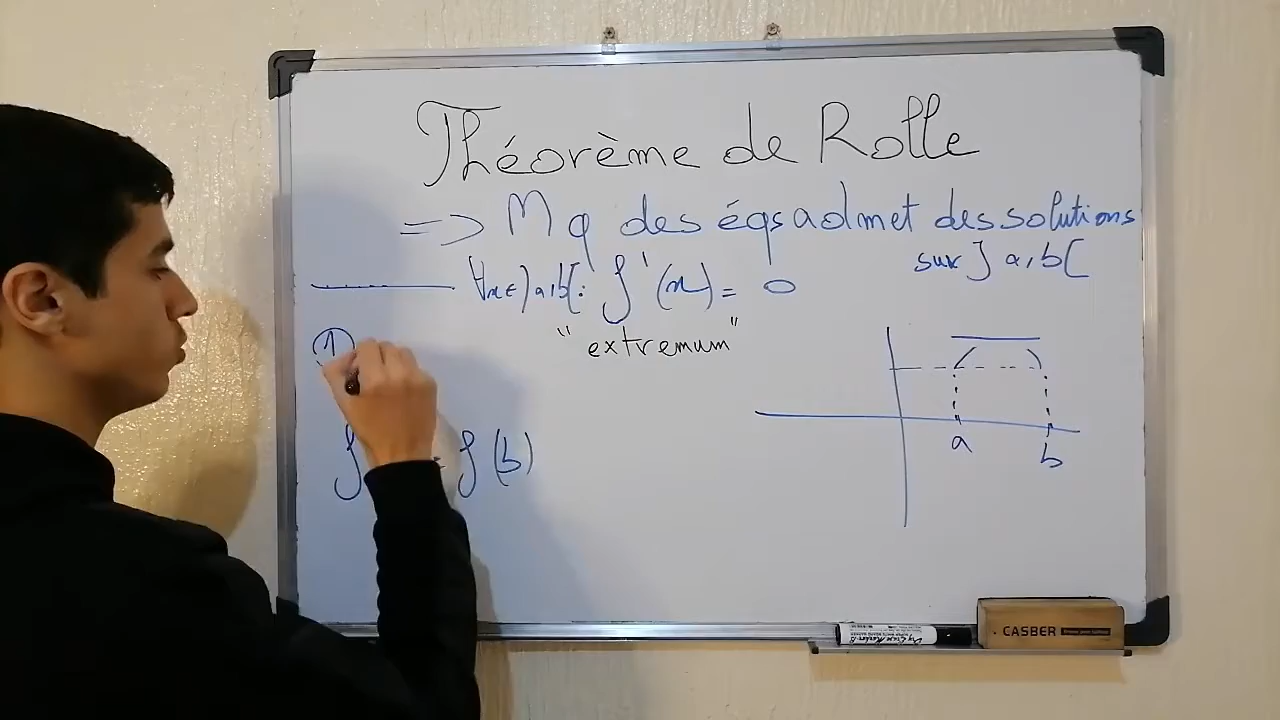 Théorème de Rolle
=> Mq des éqs admet des solutions
sur ]a,b[
∀x∈]a,b[: f'(x) = 0
"extremum"
①
f = f(b)
a
b
CASBER